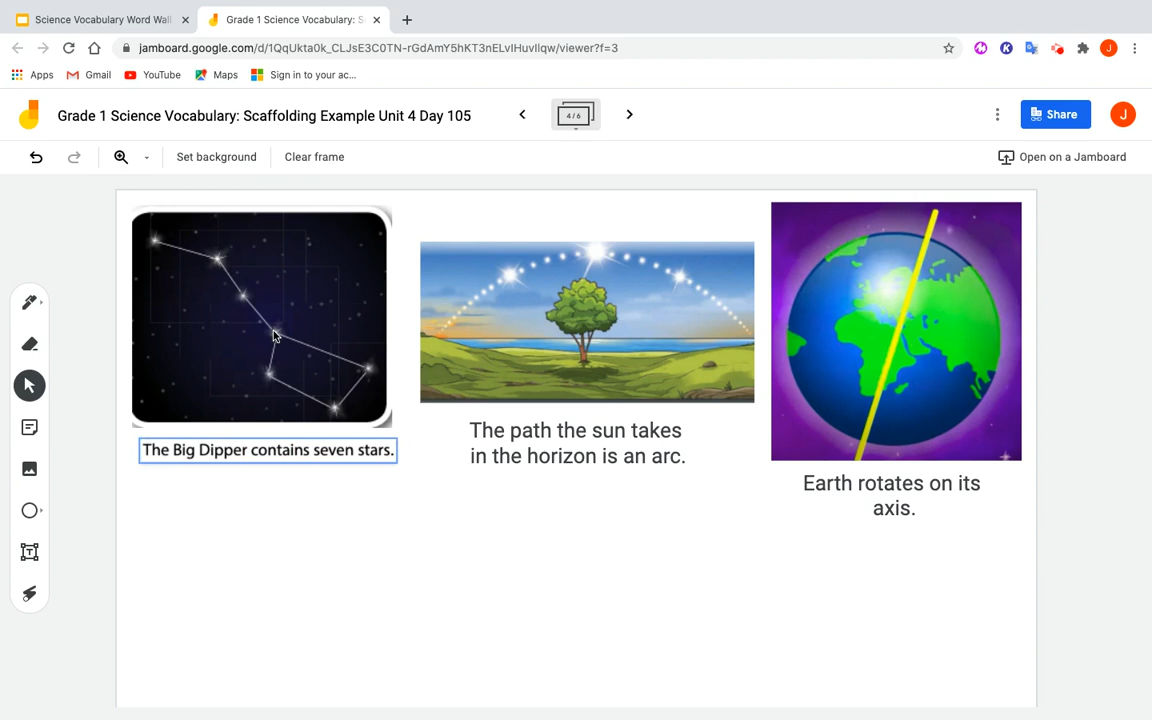 Science Vocabulary Word Wal
Grade 1 Science Vocabulary: S
jamboard.google.com/d/1QqUkta0k_CLJsE3C0TN-rGdAmY5hKT3nELvIHuvIlqw/viewer?f=3
Apps
Gmail
YouTube
Maps
Sign in to your ac...
K
J
Grade 1 Science Vocabulary: Scaffolding Example Unit 4 Day 105
4/6
Share
J
Set background
Clear frame
Open on a Jamboard
The Big Dipper contains seven stars.
The path the sun takes
in the horizon is an arc.
Earth rotates on its
axis.
T